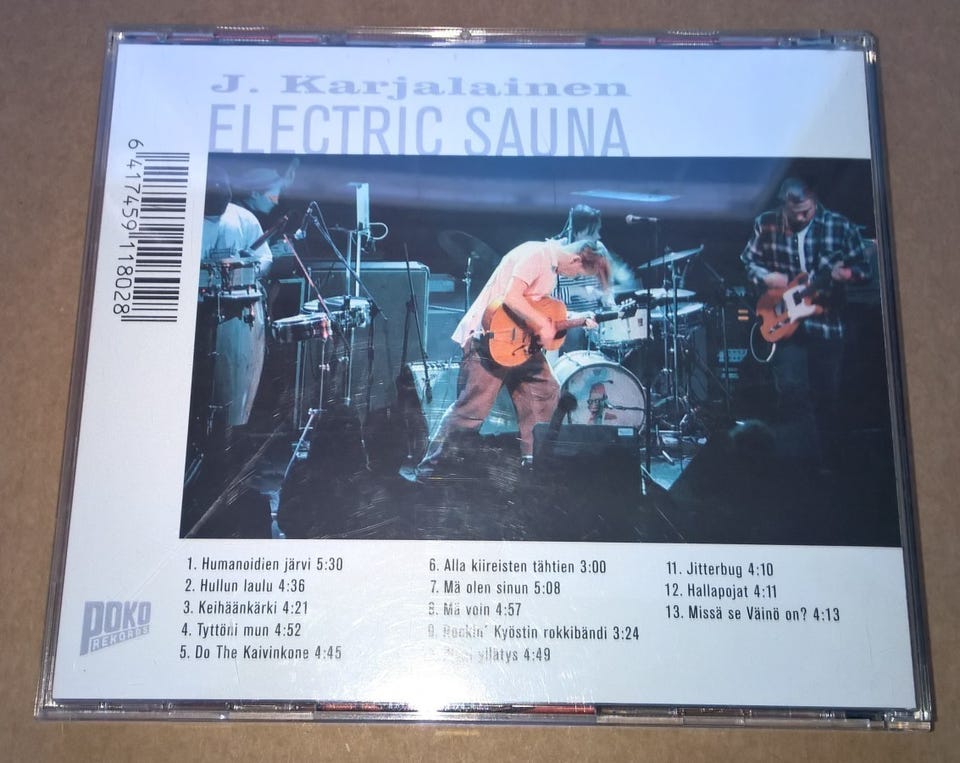 J. Karjalainen
ELECTRIC SAUNA
6 417459 118028
1. Humanoidien järvi 5:30
2. Hullun laulu 4:36
3. Keihäänkärki 4:21
4. Tyttöni mun 4:52
5. Do The Kaivinkone 4:45
6. Alla kiireisten tähtien 3:00
7. Mä olen sinun 5:08
8. Mä voin 4:57
9. Rockin' Kyöstin rokkibändi 3:24
yllätys 4:49
11. Jitterbug 4:10
12. Hallapojat 4:11
13. Missä se Väinö on? 4:13
POKO
REKORDS